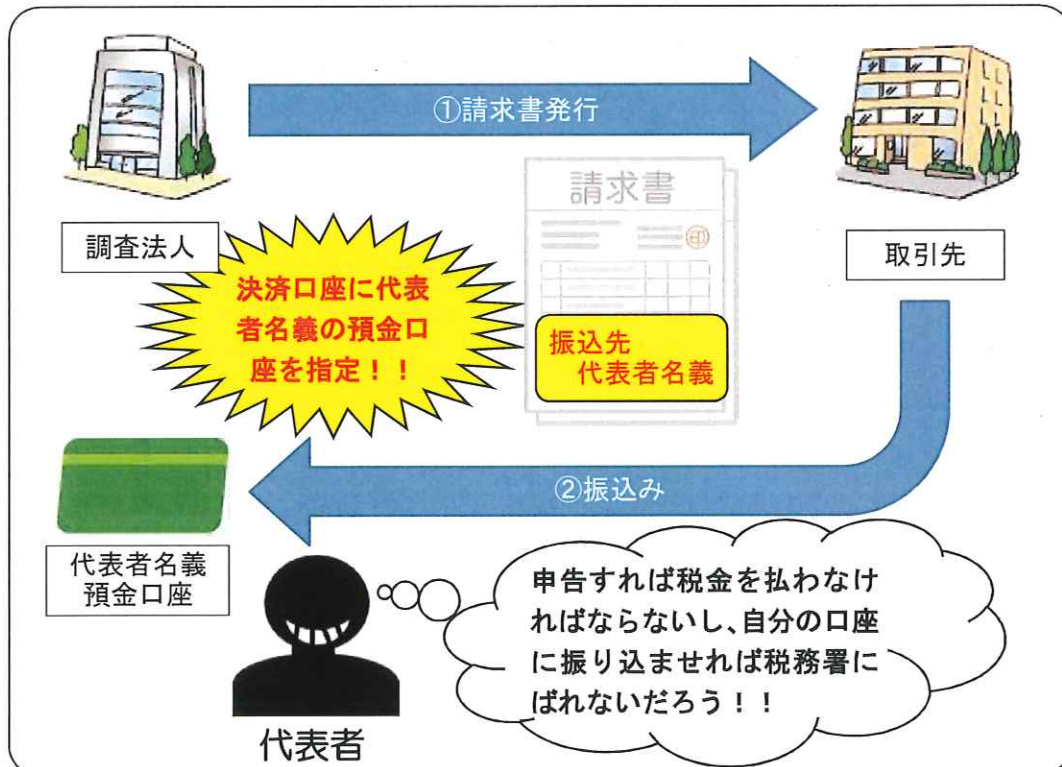 ①請求書発行
請求書
印
調査法人
取引先
決済口座に代表
者名義の預金口
座を指定！！
振込先
代表者名義
②振込み
代表者名義
預金口座
申告すれば税金を払わなけ
ればならないし、自分の口座
に振り込ませれば税務署に
ばれないだろう！！
代表者